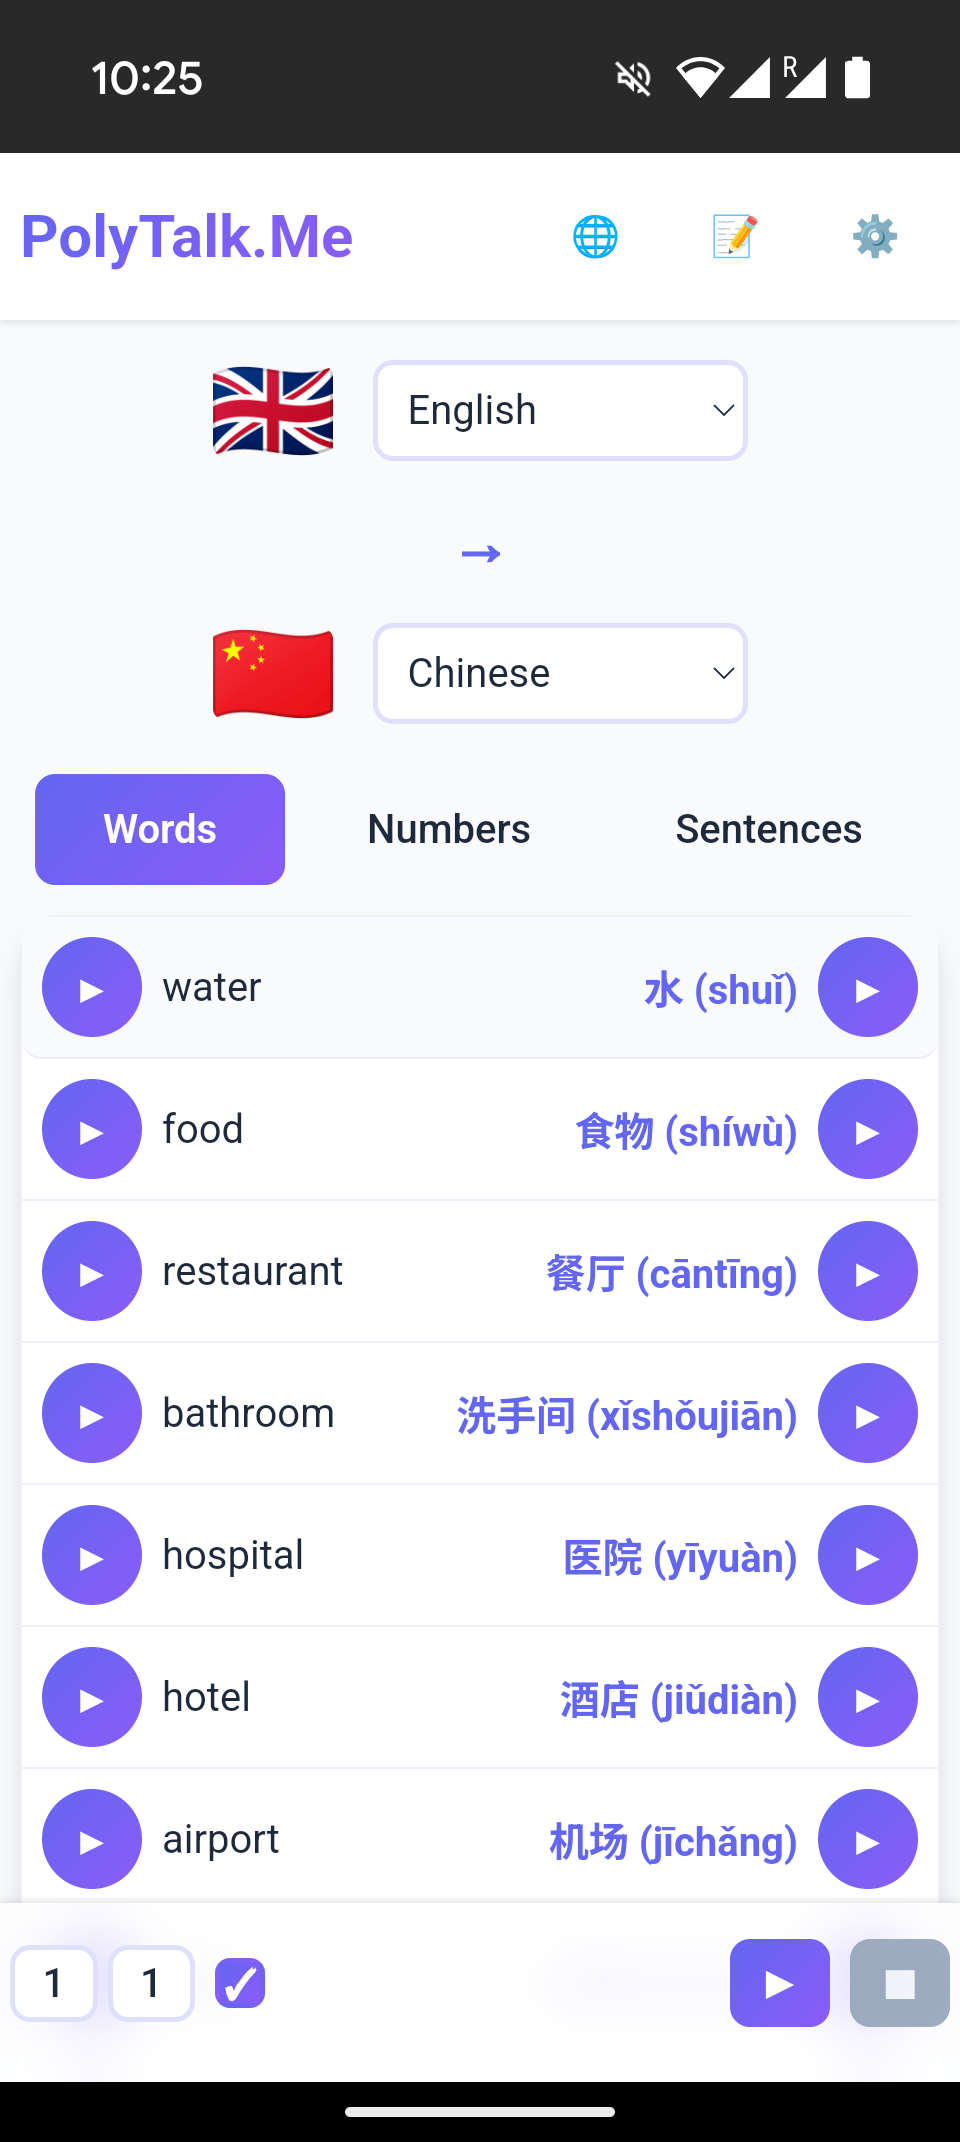 10:25
R
PolyTalk.Me
English
→
Chinese
Words Numbers Sentences
water 水 (shuǐ)
food 食物 (shíwù)
restaurant 餐厅 (cāntīng)
bathroom 洗手间 (xǐshǒujiān)
hospital 医院 (yīyuàn)
hotel 酒店 (jiǔdiàn)
airport 机场 (jīchǎng)
1 1